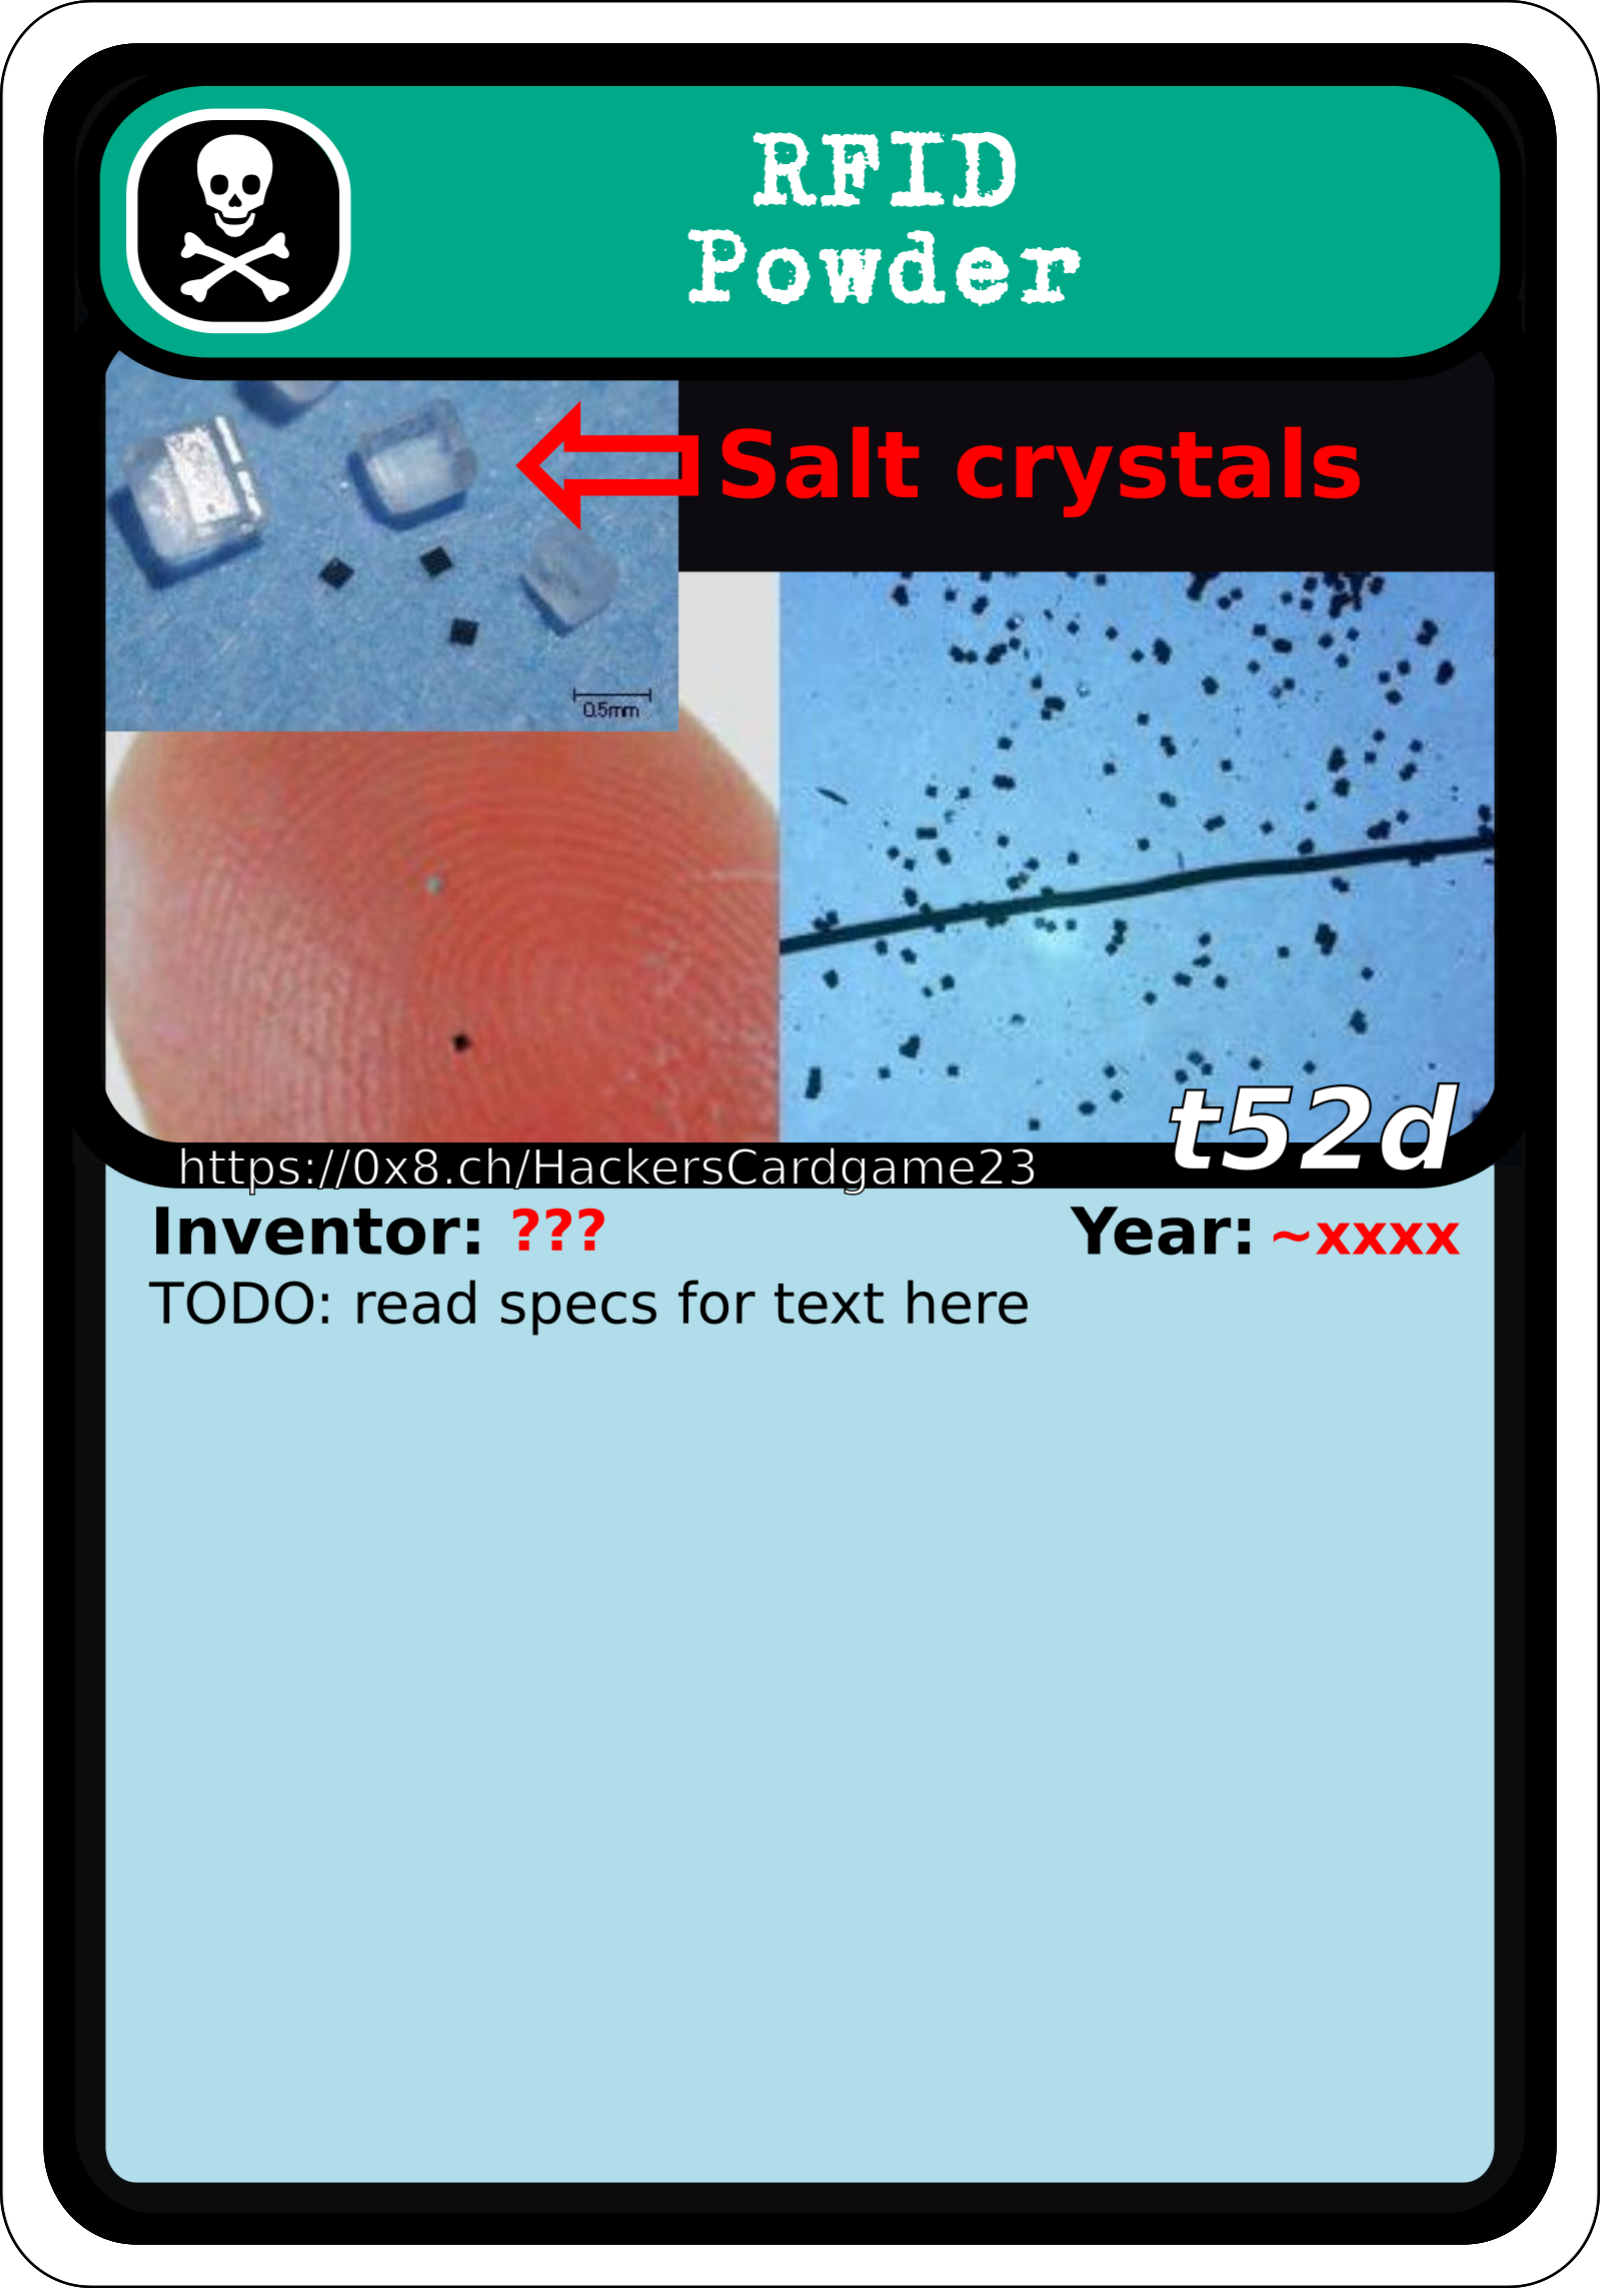 RFID
Powder
Salt crystals
0.5mm
t52d
https://0x8.ch/HackersCardgame23
Inventor: ???
Year: ~xxxx
TODO: read specs for text here